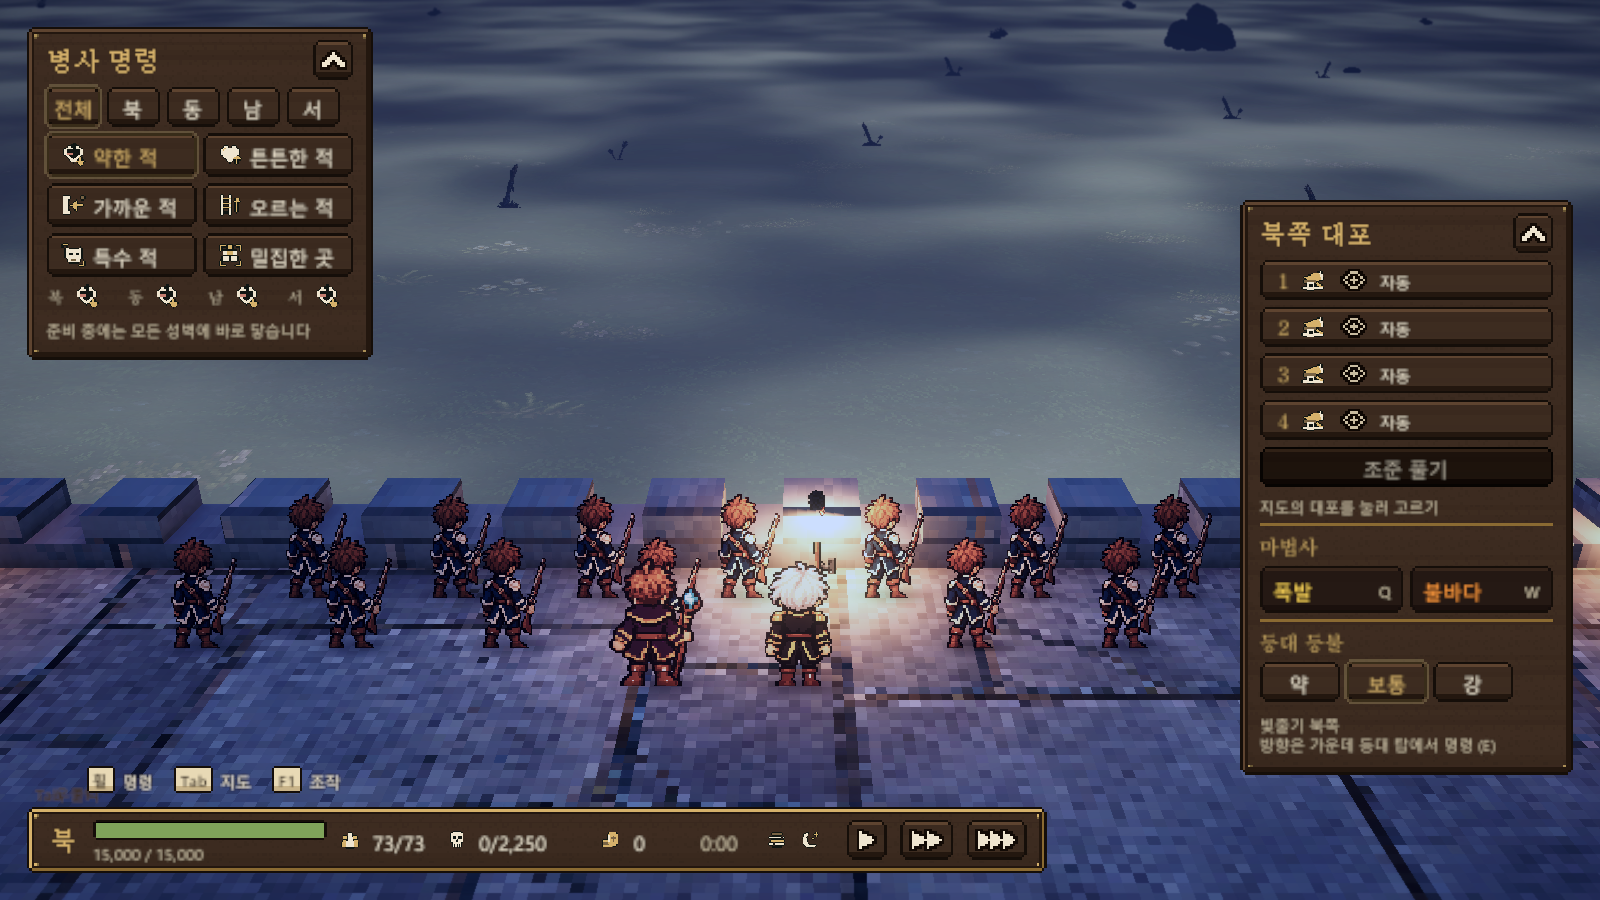 병사 명령
전체 북 동 남 서
약한 적 튼튼한 적
가까운 적 오르는 적
특수 적 밀집한 곳
북 동 남 서
준비 중에는 모든 성벽에 바로 닿습니다
북쪽 대포
1 자동
2 자동
3 자동
4 자동
조준 풀기
지도의 대포를 눌러 고르기
마법사
폭발 Q 불바다 W
등대 등불
약 보통 강
빛줄기 북쪽
방향은 가운데 등대 탑에서 명령 (E)
휠 명령 Tab 지도 F1 조작
북 15,000 / 15,000 73/73 0/2,250 0 0:00